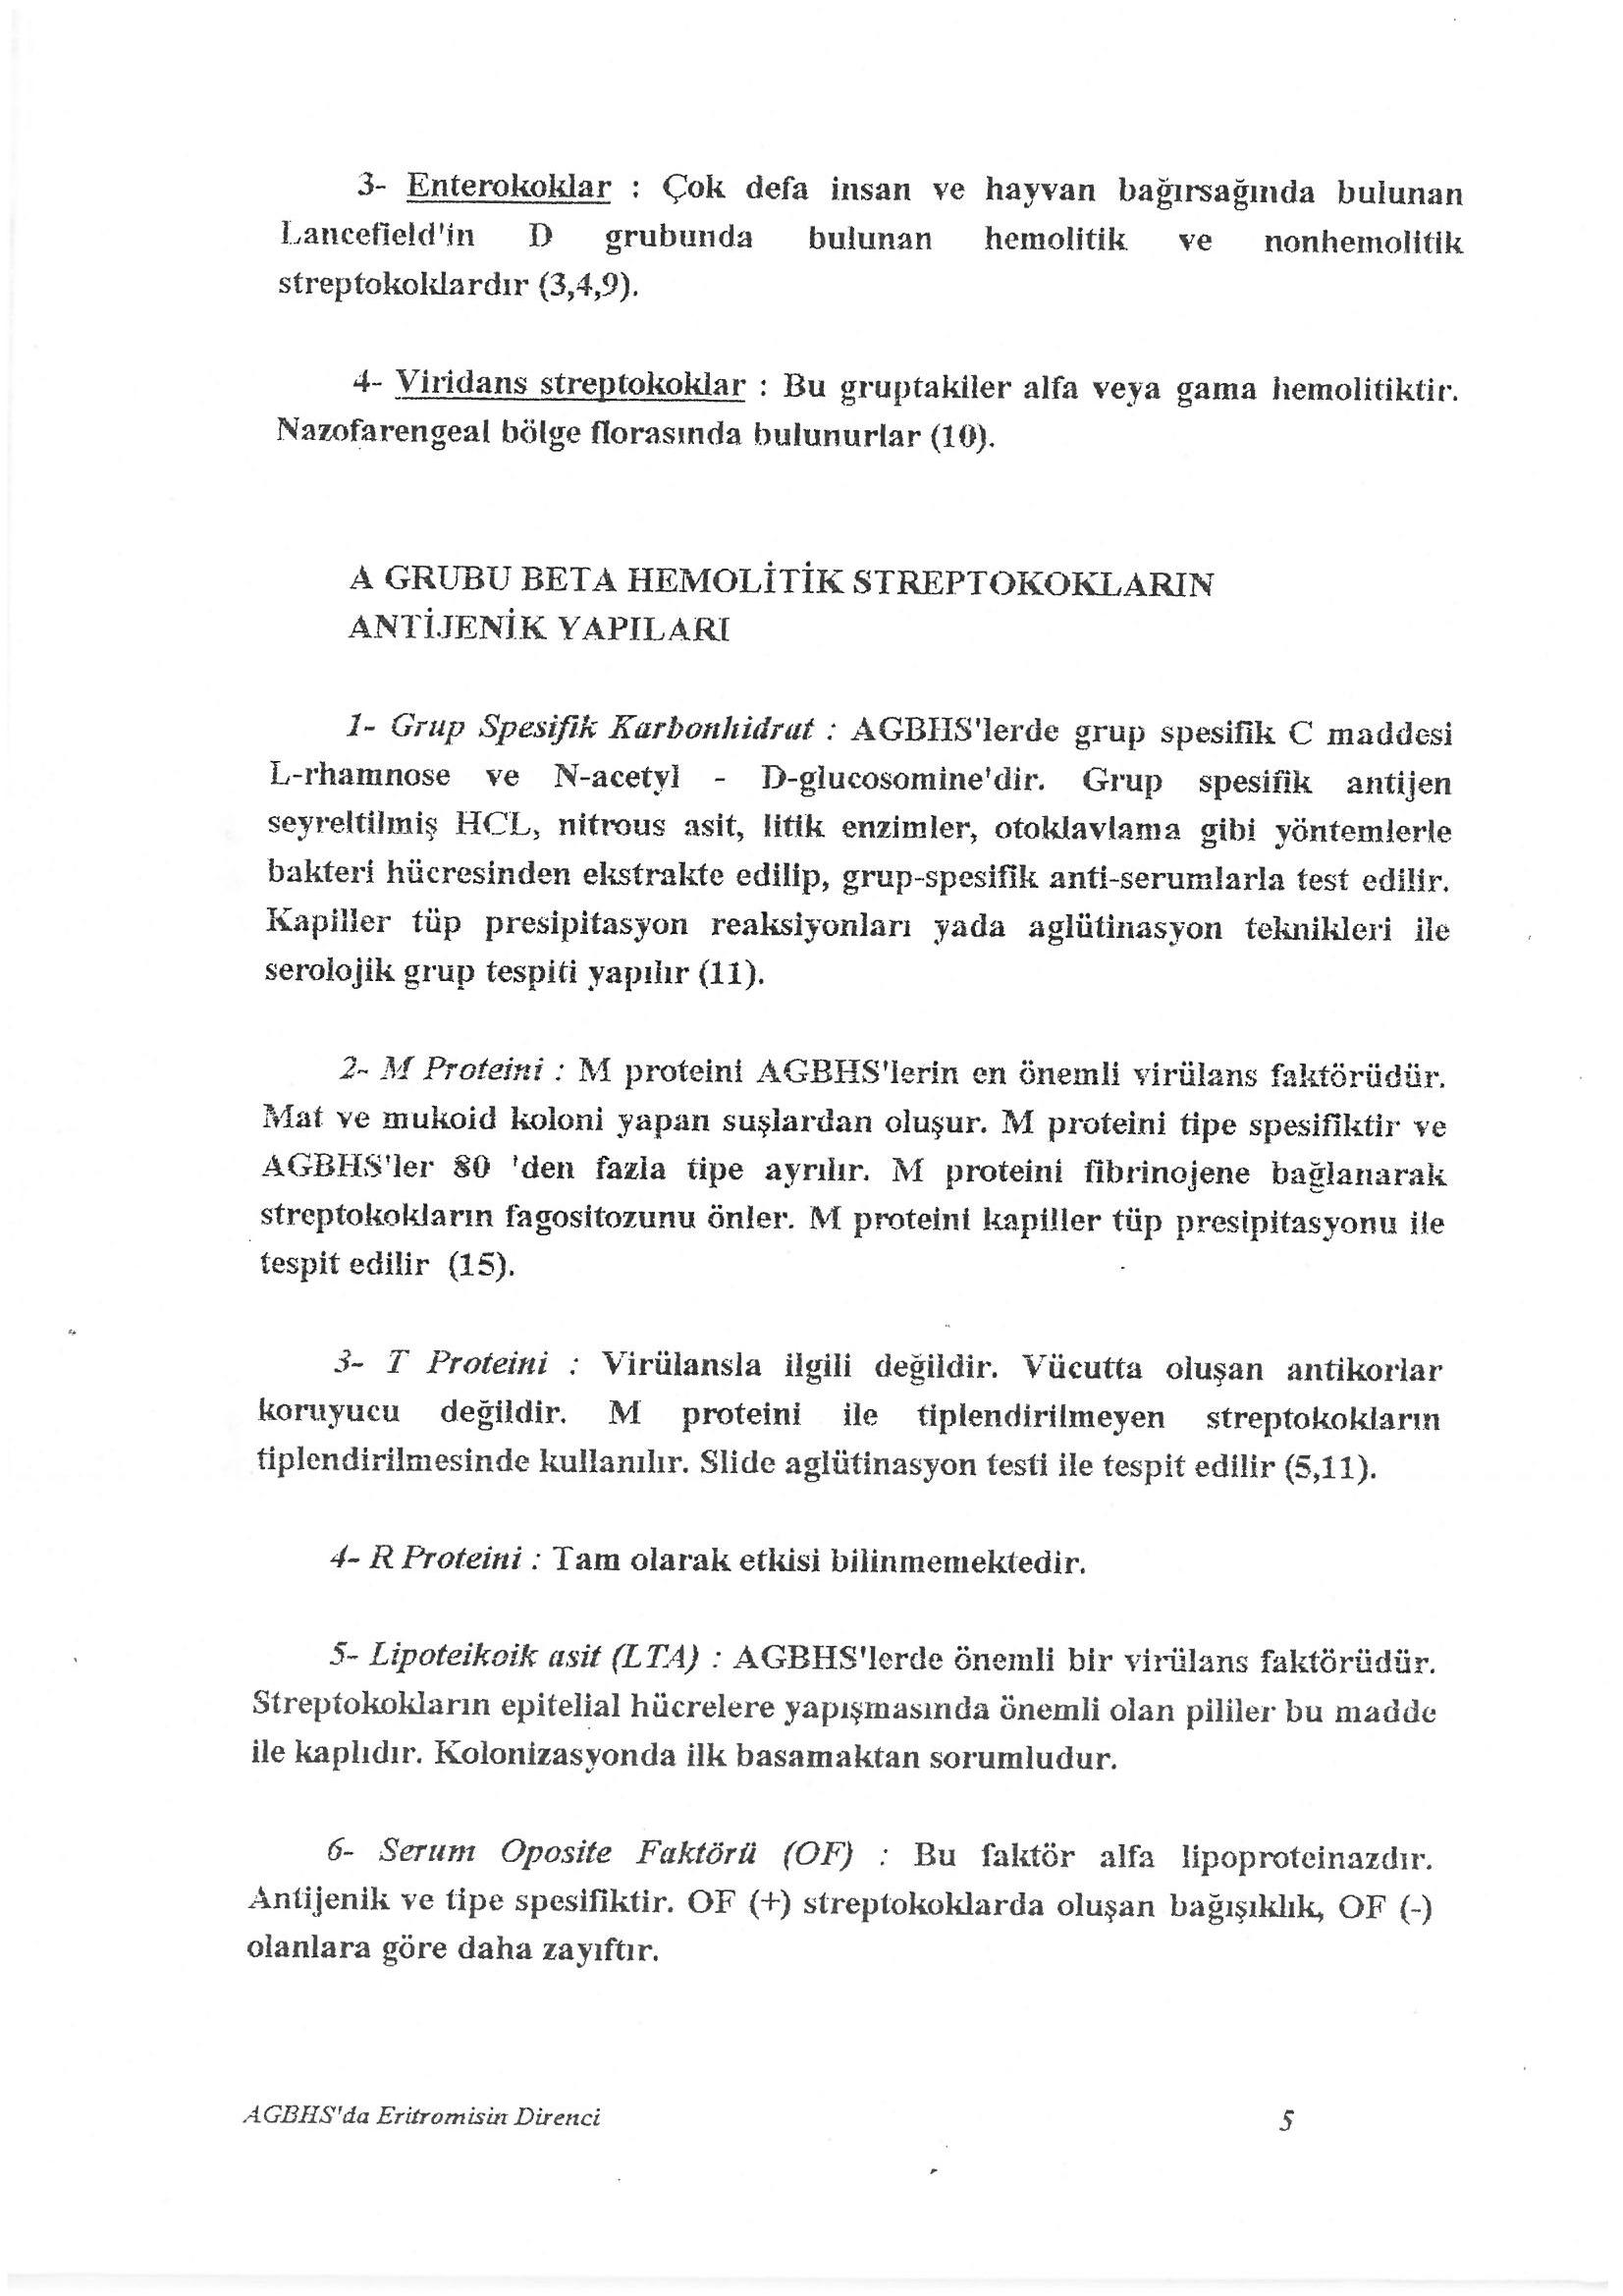 3- Enterokoklar : Çok defa insan ve hayvan bağırsağında bulunan
Lancefield'in D grubunda bulunan hemolitik ve nonhemolitik
streptokoklardır (3,4,9).
4- Viridans streptokoklar : Bu gruptakiler alfa veya gama hemolitiktir.
Nazofarengeal bölge florasında bulunurlar (10).
A GRUBU BETA HEMOLİTİK STREPTOKOKLARIN
ANTİJENİK YAPILARI
1- Grup Spesifik Karbonhidrat : AGBHS'lerde grup spesifik C maddesi
L-rhamnose ve N-acetyl - D-glucosomine'dir. Grup spesifik antijen
seyreltilmiş HCL, nitrous asit, litik enzimler, otoklavlama gibi yöntemlerle
bakteri hücresinden ekstrakte edilip, grup-spesifik anti-serumlarla test edilir.
Kapiller tüp presipitasyon reaksiyonları yada aglütinasyon teknikleri ile
serolojik grup tespiti yapılır (11).
2- M Proteini : M proteini AGBHS'lerin en önemli virülans faktörüdür.
Mat ve mukoid koloni yapan suşlardan oluşur. M proteini tipe spesifiktir ve
AGBHS'ler 80 'den fazla tipe ayrılır. M proteini fibrinojene bağlanarak
streptokokların fagositozunu önler. M proteini kapiller tüp presipitasyonu ile
tespit edilir (15).
3- T Proteini : Virülansla ilgili değildir. Vücutta oluşan antikorlar
koruyucu değildir. M proteini ile tiplendirilmeyen streptokokların
tiplendirilmesinde kullanılır. Slide aglütinasyon testi ile tespit edilir (5,11).
4- R Proteini : Tam olarak etkisi bilinmemektedir.
5- Lipoteikoik asit (LTA) : AGBHS'lerde önemli bir virülans faktörüdür.
Streptokokların epitelial hücrelere yapışmasında önemli olan pililer bu madde
ile kaplıdır. Kolonizasyonda ilk basamaktan sorumludur.
6- Serum Oposite Faktörü (OF) : Bu faktör alfa lipoproteinazdır.
Antijenik ve tipe spesifiktir. OF (+) streptokoklarda oluşan bağışıklık, OF (-)
olanlara göre daha zayıftır.
AGBHS'da Eritromisin Direnci 5